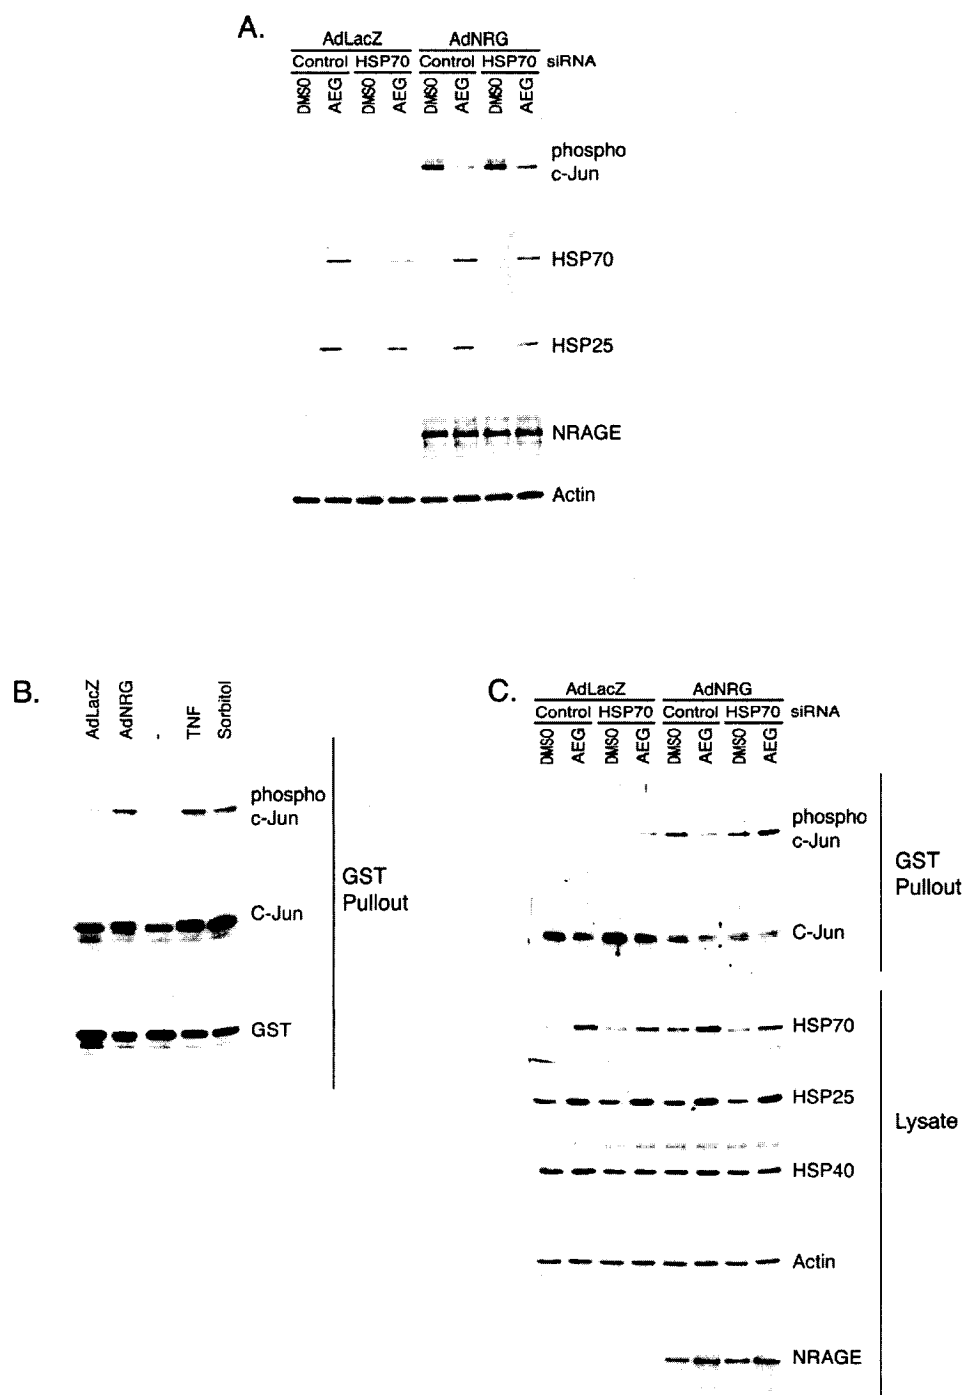 A.
AdLacZ AdNRG
Control HSP70 Control HSP70 siRNA
DMSO AEG DMSO AEG DMSO AEG DMSO AEG
phospho
c-Jun
HSP70
HSP25
NRAGE
Actin
B.
AdLacZ AdNRG - TNF Sorbitol
phospho
c-Jun
C-Jun
GST
GST
Pullout
C.
AdLacZ AdNRG
Control HSP70 Control HSP70 siRNA
DMSO AEG DMSO AEG DMSO AEG DMSO AEG
phospho
c-Jun
C-Jun
GST
Pullout
HSP70
HSP25
HSP40
Actin
NRAGE
Lysate